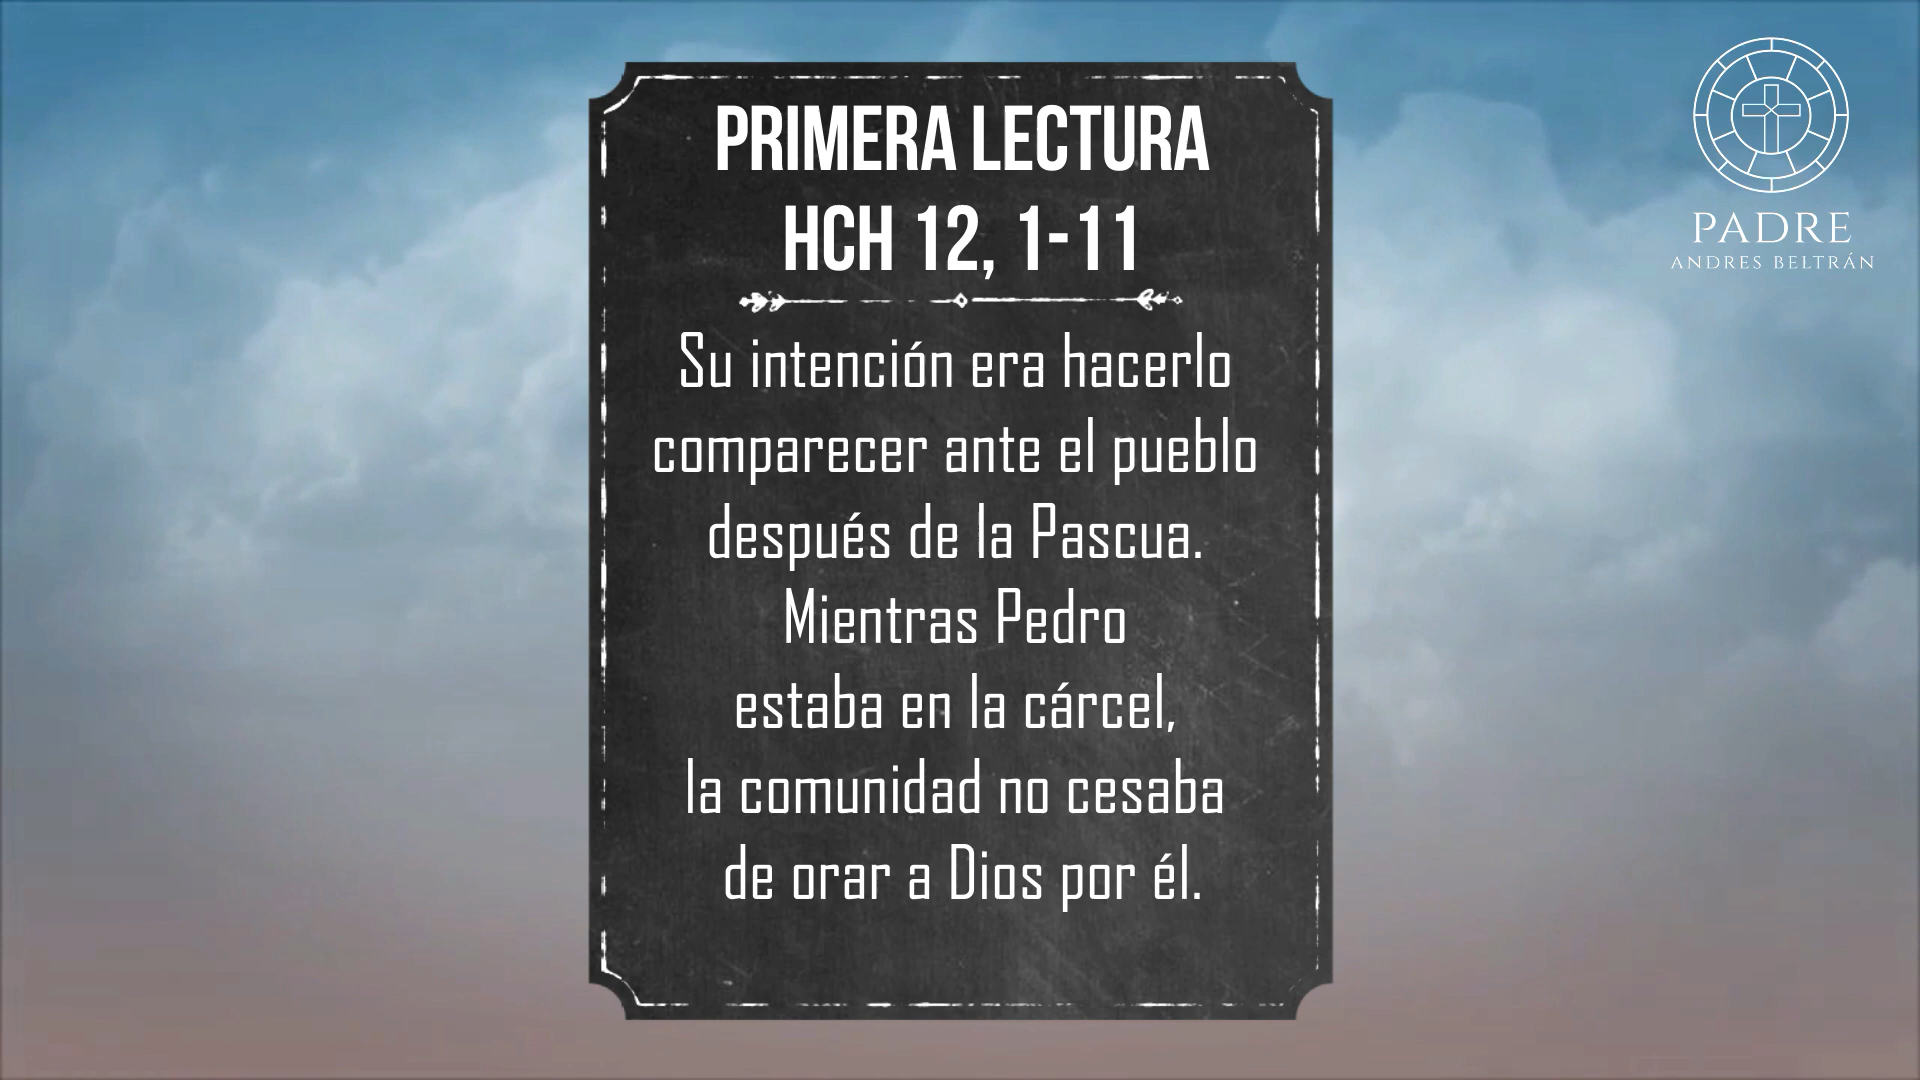 PRIMERA LECTURA
HCH 12, 1-11
Su intención era hacerlo
comparecer ante el pueblo
después de la Pascua.
Mientras Pedro
estaba en la cárcel,
la comunidad no cesaba
de orar a Dios por él.
PADRE
ANDRES BELTRÁN